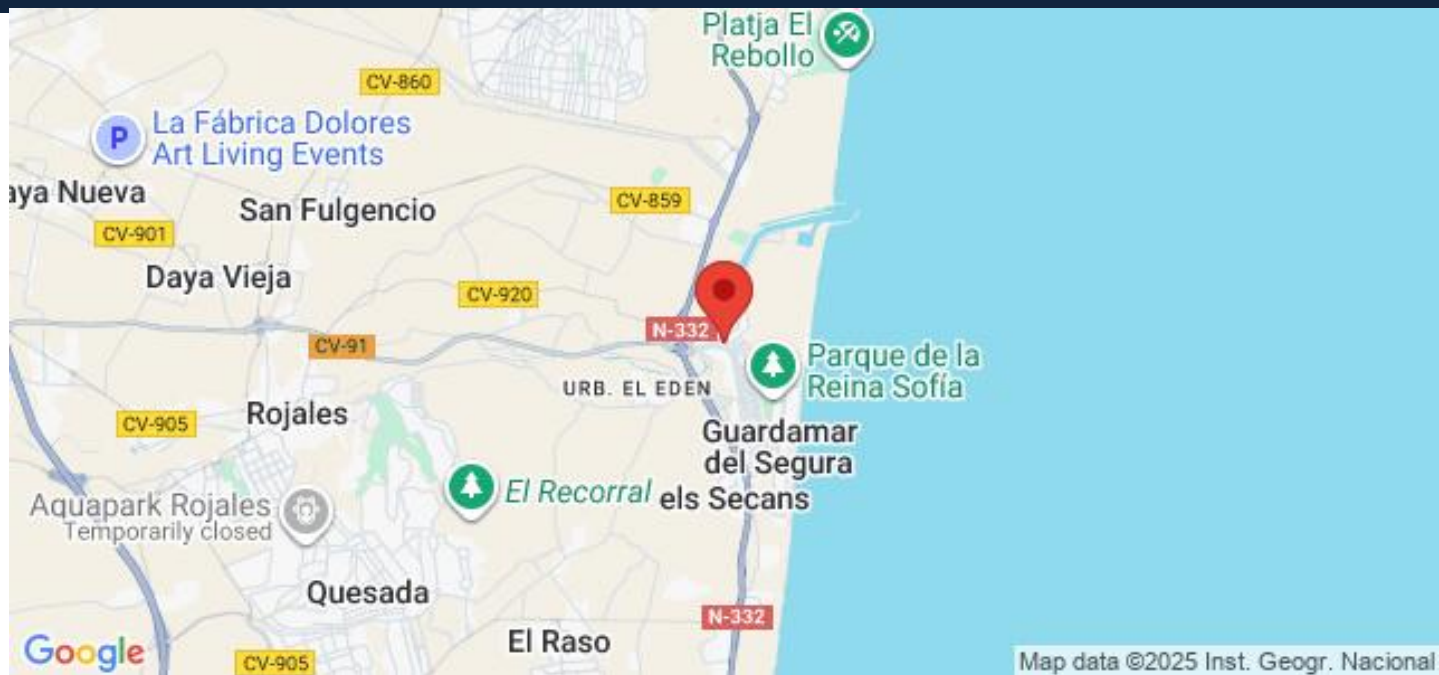 Platja El
Rebollo
CV-860
La Fábrica Dolores
Art Living Events
P
aya Nueva
CV-859
San Fulgencio
CV-901
Daya Vieja
CV-920
N-332
CV-91
Parque de la
Reina Sofía
URB. EL EDEN
Rojales
CV-905
Guardamar
del Segura
El Recorral
els Secans
Aquapark Rojales
Temporarily closed
Quesada
N-332
El Raso
Google
CV-905
Map data ©2025 Inst. Geogr. Nacional